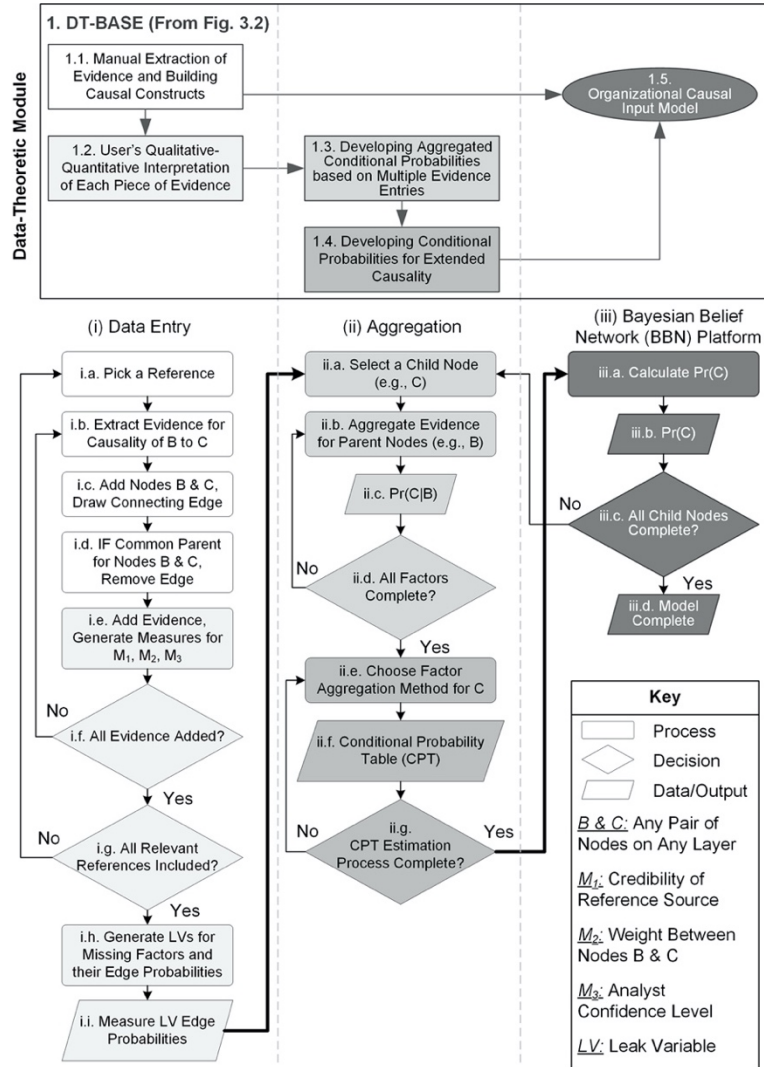 1. DT-BASE (From Fig. 3.2)
Data-Theoretic Module
1.1. Manual Extraction of
Evidence and Building
Causal Constructs
1.5.
Organizational Causal
Input Model
1.2. User's Qualitative-
Quantitative Interpretation
of Each Piece of Evidence
1.3. Developing Aggregated
Conditional Probabilities
based on Multiple Evidence
Entries
1.4. Developing Conditional
Probabilities for Extended
Causality
(i) Data Entry
i.a. Pick a Reference
i.b. Extract Evidence for
Causality of B to C
i.c. Add Nodes B & C,
Draw Connecting Edge
i.d. IF Common Parent
for Nodes B & C,
Remove Edge
i.e. Add Evidence,
Generate Measures for
M₁, M₂, M₃
No
i.f. All Evidence Added?
Yes
No
i.g. All Relevant
References Included?
Yes
i.h. Generate LVs for
Missing Factors and
their Edge Probabilities
i.i. Measure LV Edge
Probabilities
(ii) Aggregation
ii.a. Select a Child Node
(e.g., C)
ii.b. Aggregate Evidence
for Parent Nodes (e.g., B)
ii.c. Pr(C|B)
No
ii.d. All Factors
Complete?
Yes
ii.e. Choose Factor
Aggregation Method for C
ii.f. Conditional Probability
Table (CPT)
No
ii.g.
CPT Estimation
Process Complete?
Yes
(iii) Bayesian Belief
Network (BBN) Platform
iii.a. Calculate Pr(C)
iii.b. Pr(C)
No
iii.c. All Child Nodes
Complete?
Yes
iii.d. Model
Complete
Key
Process
Decision
Data/Output
B & C: Any Pair of
Nodes on Any Layer
M₁: Credibility of
Reference Source
M₂: Weight Between
Nodes B & C
M₃: Analyst
Confidence Level
LV: Leak Variable